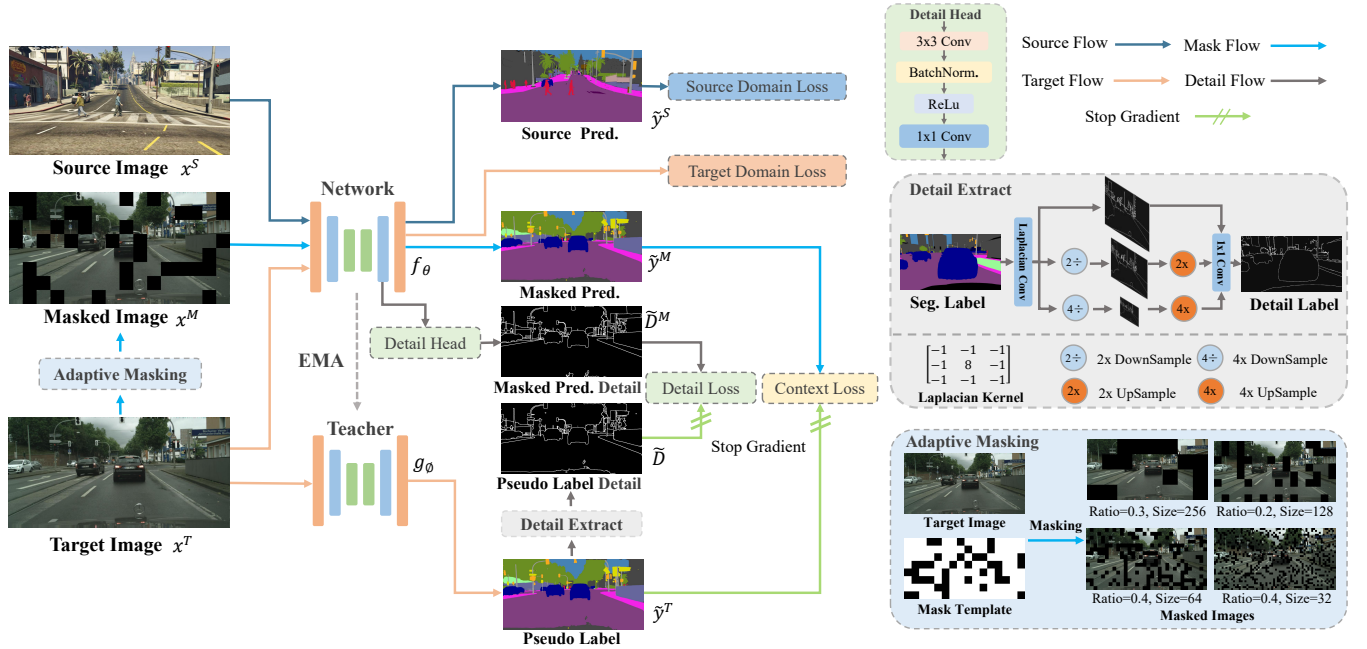 Source Image x^S
Masked Image x^M
Adaptive Masking
Target Image x^T
Network
f_θ
EMA
Teacher
g_∅
Source Pred.
ỹ^S
Source Domain Loss
Target Domain Loss
Masked Pred.
ỹ^M
Detail Head
D̃^M
Masked Pred. Detail
Detail Loss
Context Loss
Stop Gradient
D̃
Pseudo Label Detail
Detail Extract
Pseudo Label
ỹ^T
Detail Head
3x3 Conv
BatchNorm.
ReLu
1x1 Conv
Source Flow
Mask Flow
Target Flow
Detail Flow
Stop Gradient
Detail Extract
Seg. Label
Laplacian Conv
2÷
4÷
2x
4x
1x1 Conv
Detail Label
−1 −1 −1
−1 8 −1
−1 −1 −1
Laplacian Kernel
2÷ 2x DownSample
4÷ 4x DownSample
2x 2x UpSample
4x 4x UpSample
Adaptive Masking
Target Image
Masking
Mask Template
Ratio=0.3, Size=256
Ratio=0.2, Size=128
Ratio=0.4, Size=64
Ratio=0.4, Size=32
Masked Images